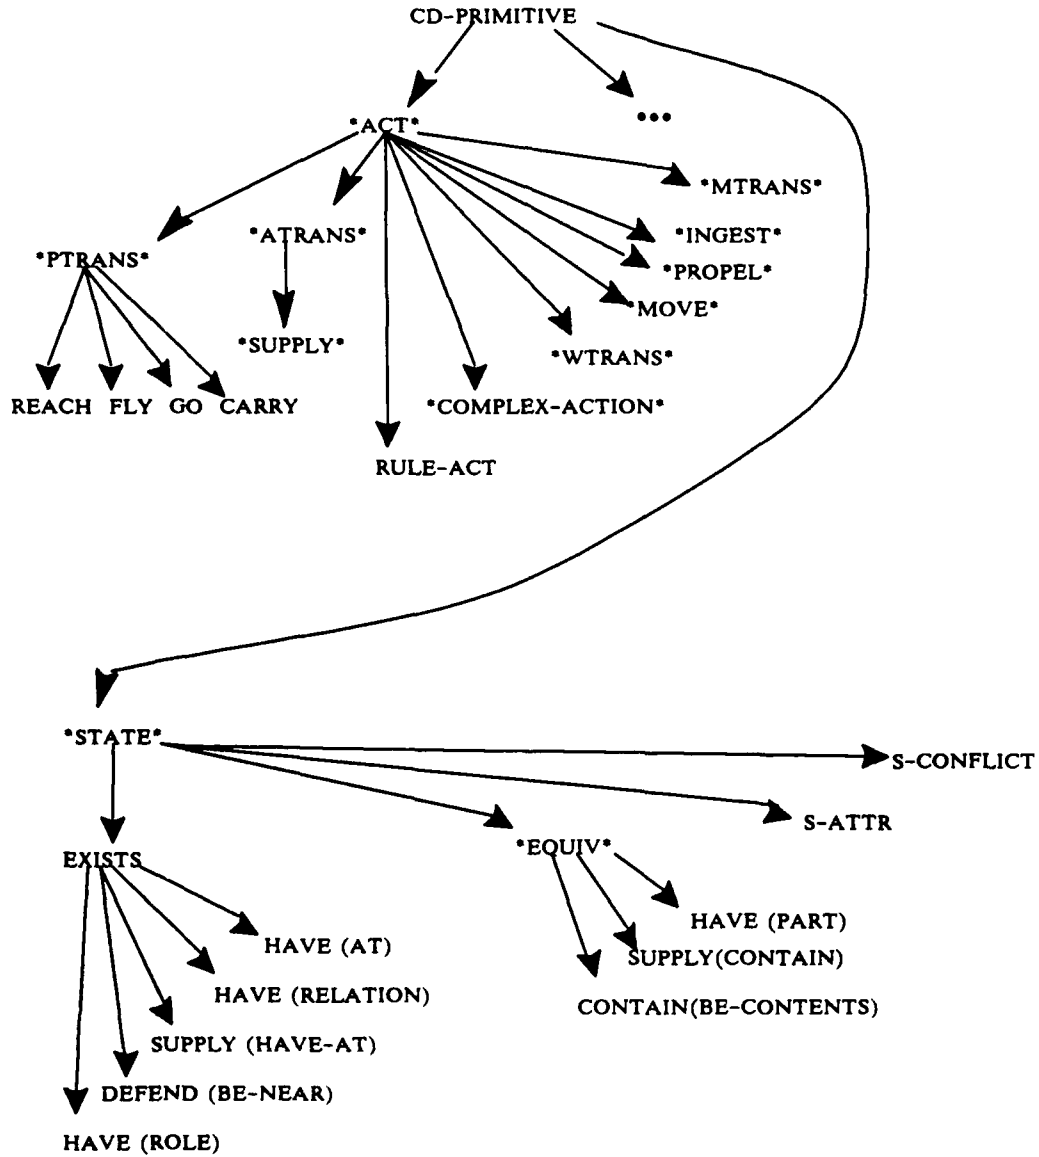 CD-PRIMITIVE
•••
*ACT*
*MTRANS*
*ATRANS*
*INGEST*
*PTRANS*
*PROPEL*
*MOVE*
*SUPPLY*
*WTRANS*
REACH FLY GO CARRY
*COMPLEX-ACTION*
RULE-ACT
*STATE*
S-CONFLICT
S-ATTR
*EQUIV*
EXISTS
HAVE (PART)
HAVE (AT)
SUPPLY(CONTAIN)
HAVE (RELATION)
CONTAIN(BE-CONTENTS)
SUPPLY (HAVE-AT)
DEFEND (BE-NEAR)
HAVE (ROLE)